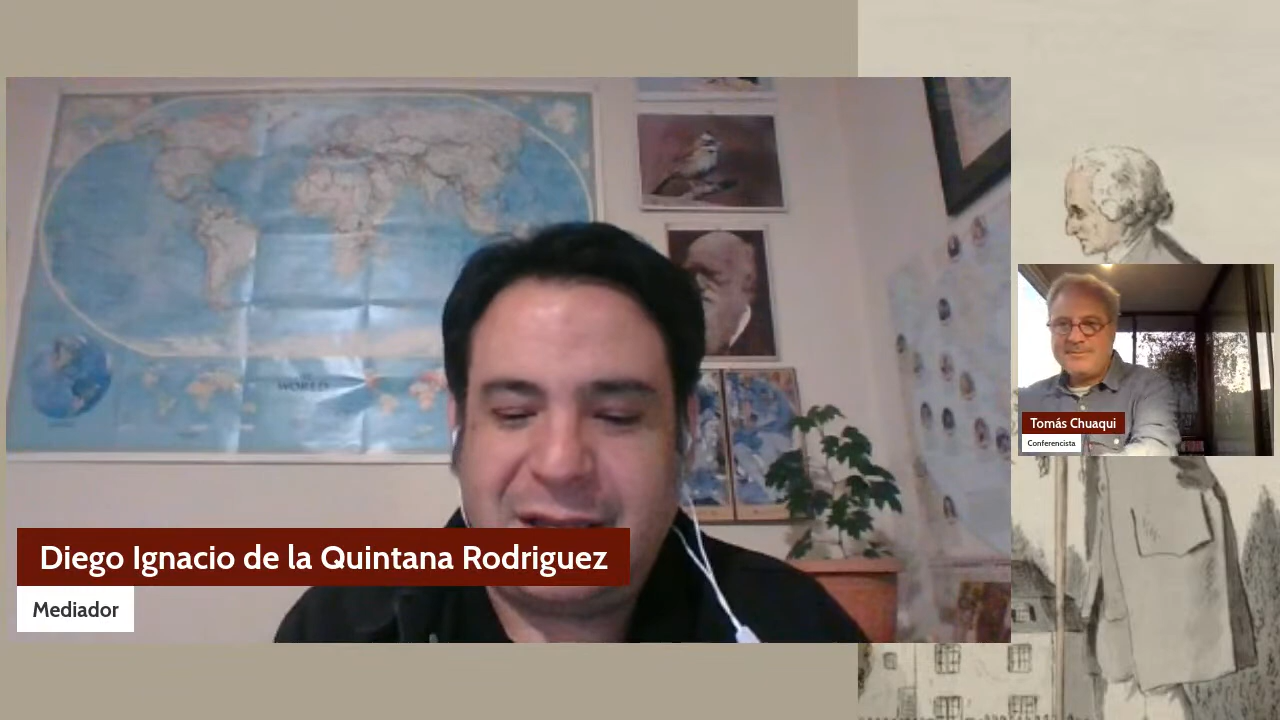 WORLD
Diego Ignacio de la Quintana Rodriguez
Mediador
Tomás Chuaqui
Conferencista